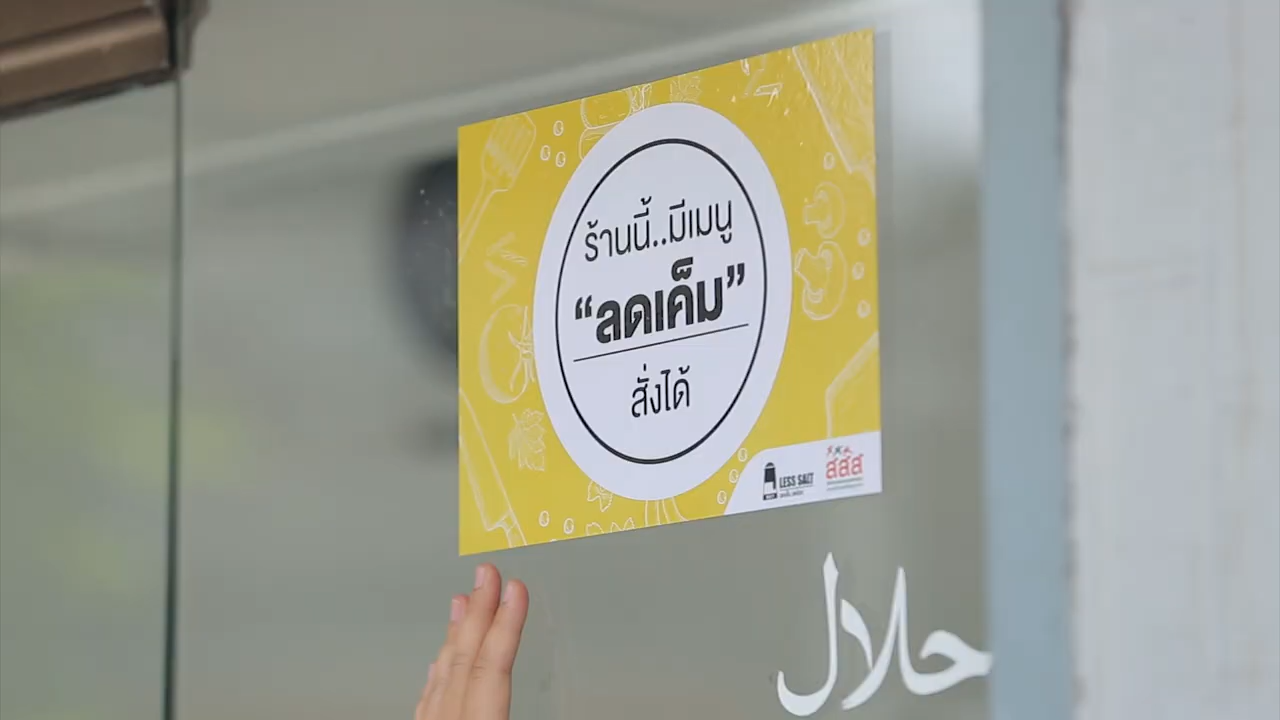 ร้านนี้..มีเมนู
“ลดเค็ม”
สั่งได้
LESS SALT
สสส
حلال